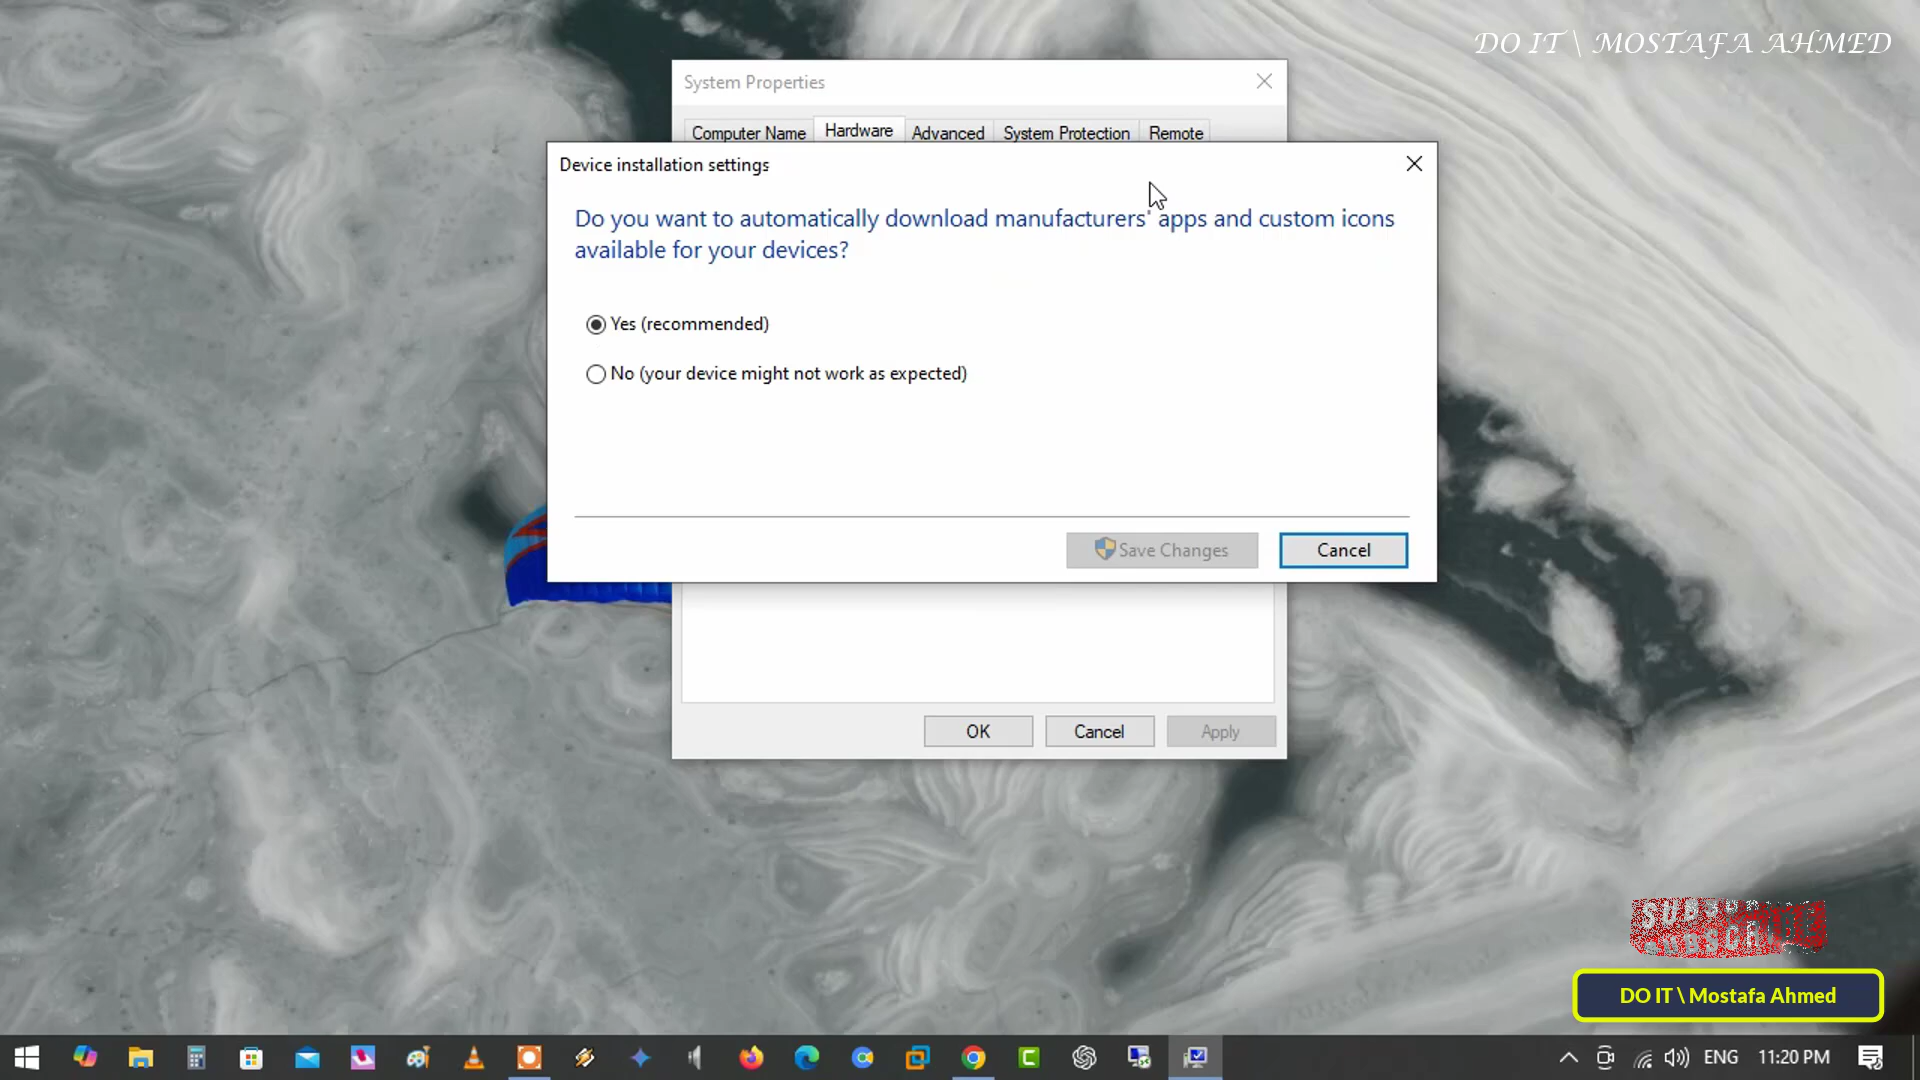 DO IT \ MOSTAFA AHMED
System Properties
Computer Name
Hardware
Advanced
System Protection
Remote
Device installation settings
Do you want to automatically download manufacturers' apps and custom icons
available for your devices?
Yes (recommended)
No (your device might not work as expected)
Save Changes
Cancel
OK
Cancel
Apply
SUBSCRIBE
DO IT \ Mostafa Ahmed
ENG
11:20 PM